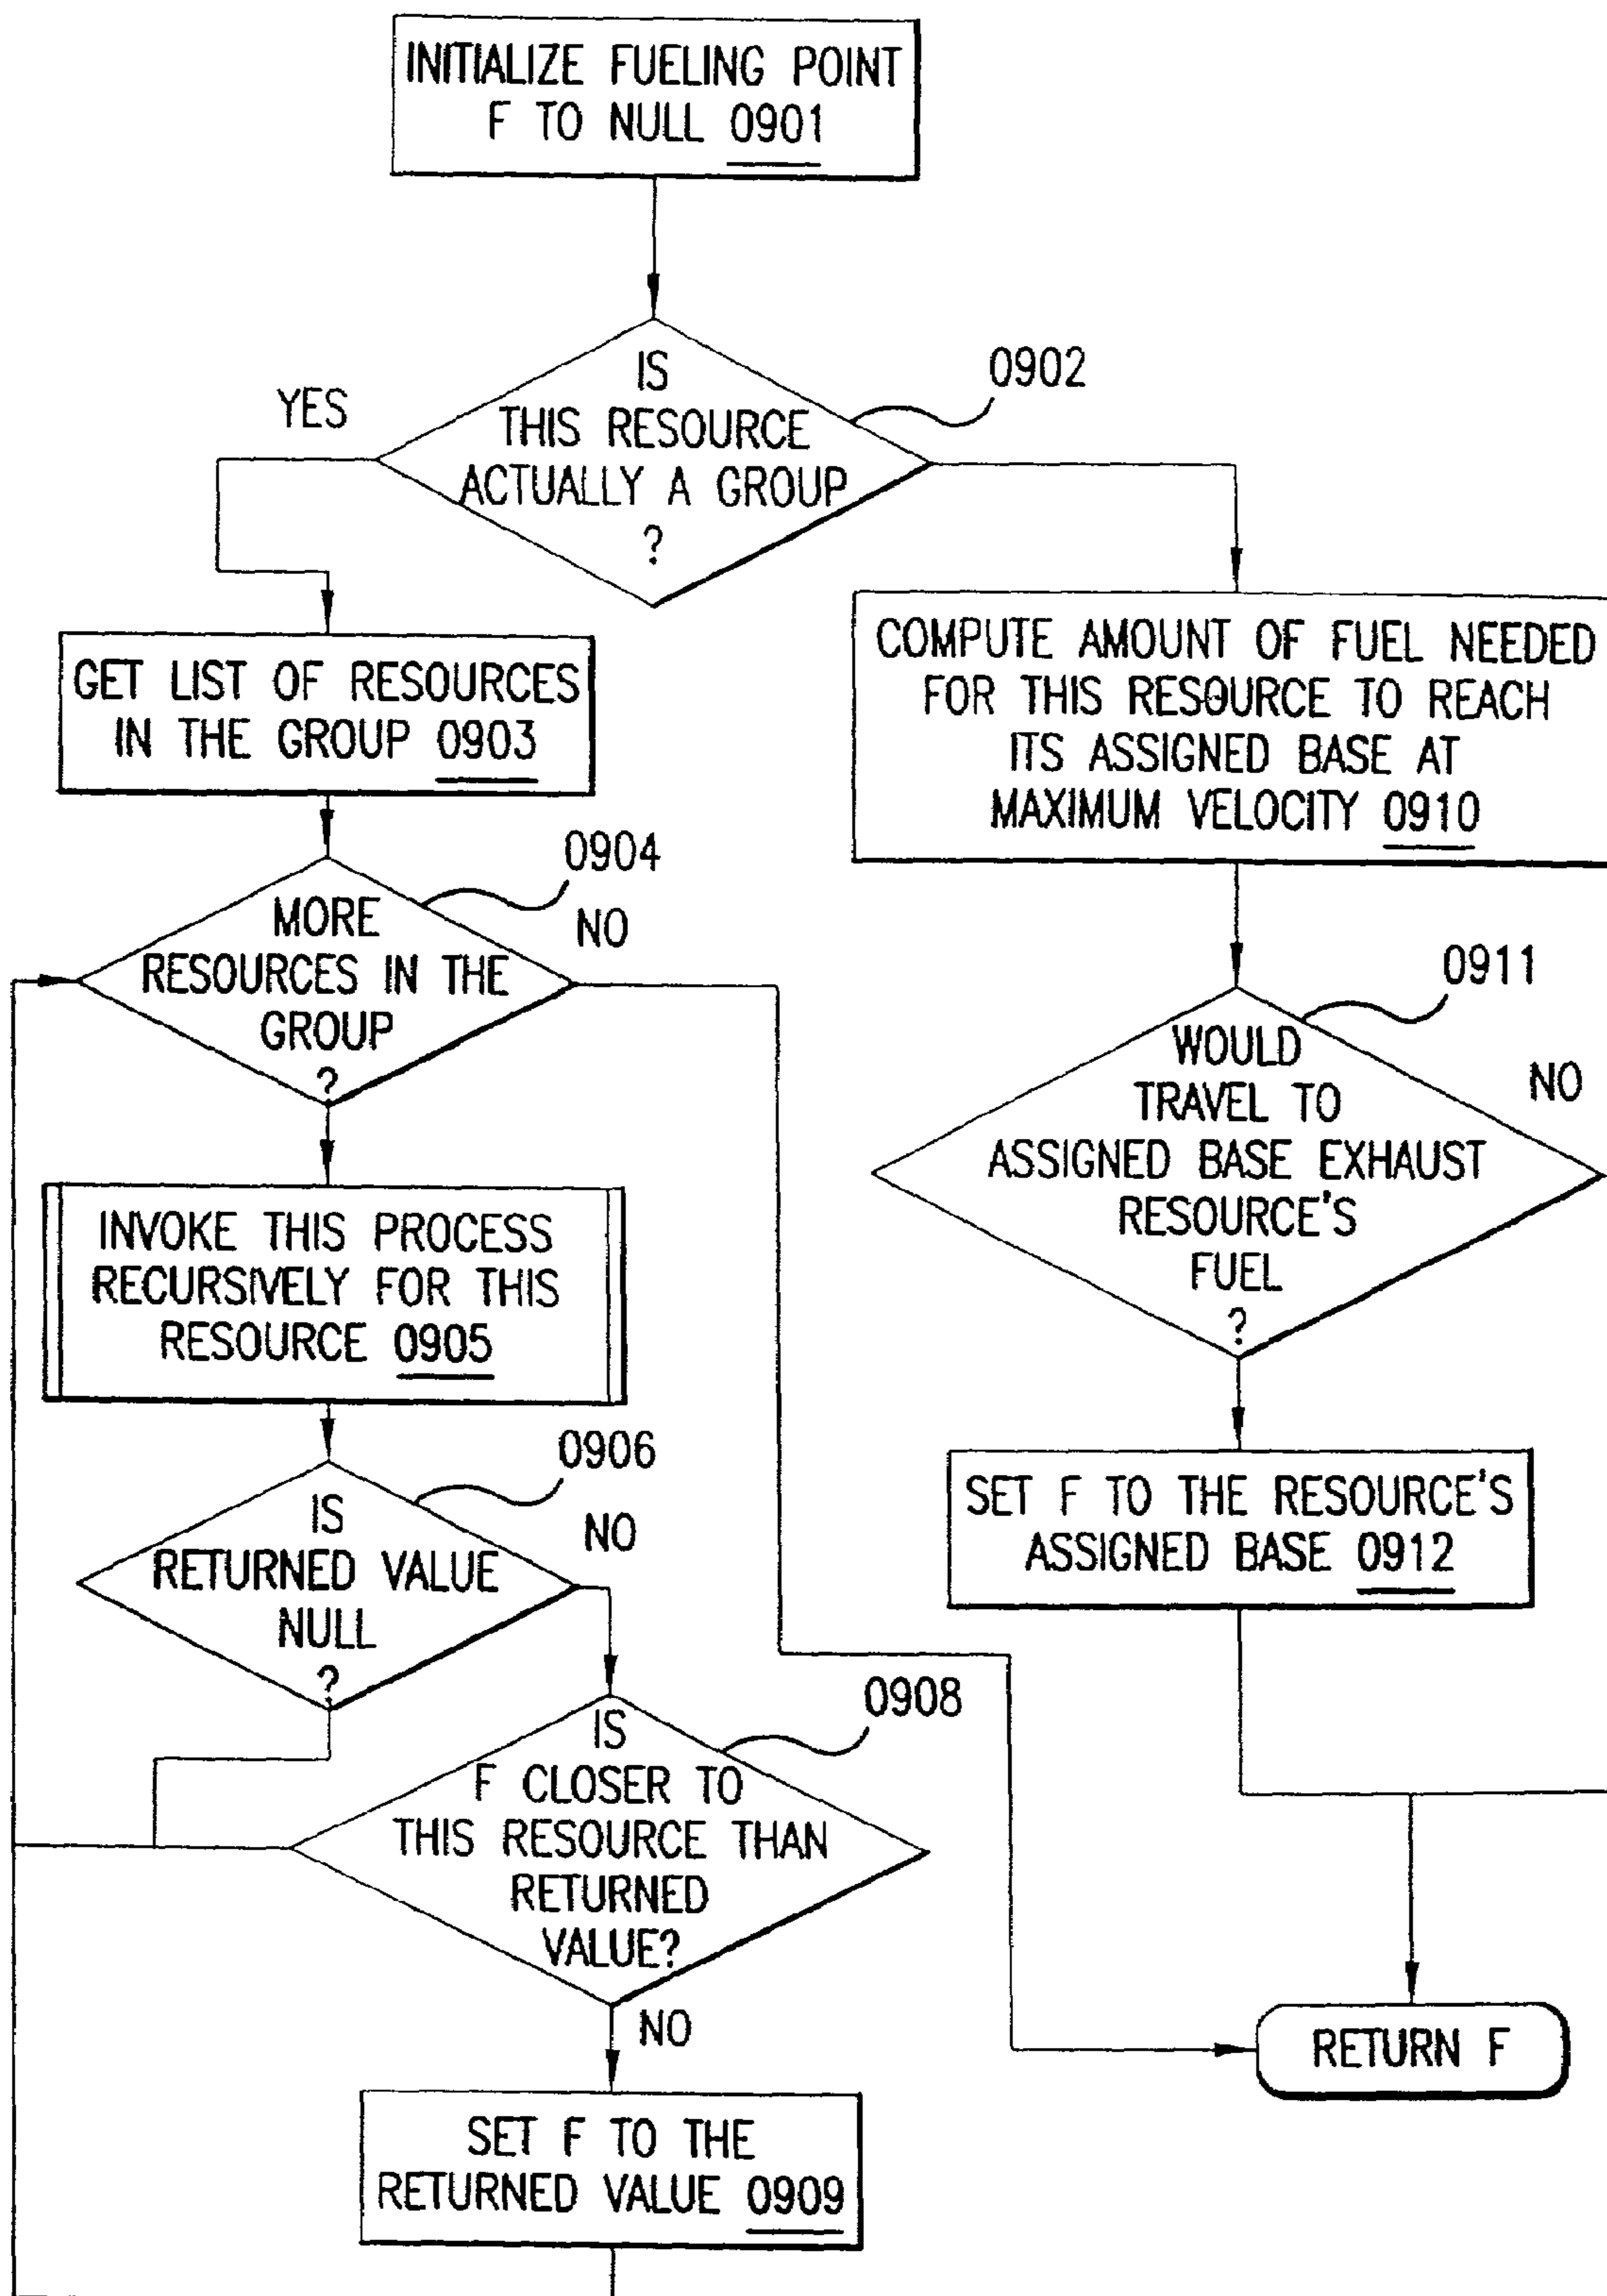 INITIALIZE FUELING POINT
F TO NULL 0901
IS
THIS RESOURCE
ACTUALLY A GROUP
?
0902
YES
GET LIST OF RESOURCES
IN THE GROUP 0903
COMPUTE AMOUNT OF FUEL NEEDED
FOR THIS RESOURCE TO REACH
ITS ASSIGNED BASE AT
MAXIMUM VELOCITY 0910
0904
MORE
RESOURCES IN THE
GROUP
?
NO
0911
WOULD
TRAVEL TO
ASSIGNED BASE EXHAUST
RESOURCE'S
FUEL
?
NO
INVOKE THIS PROCESS
RECURSIVELY FOR THIS
RESOURCE 0905
0906
IS
RETURNED VALUE
NULL
?
NO
SET F TO THE RESOURCE'S
ASSIGNED BASE 0912
0908
IS
F CLOSER TO
THIS RESOURCE THAN
RETURNED
VALUE?
NO
RETURN F
SET F TO THE
RETURNED VALUE 0909